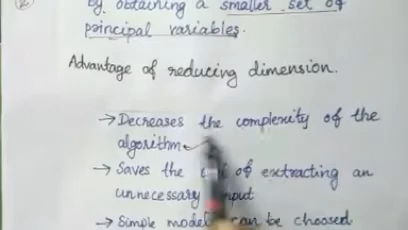 by obtaining a smaller set of
principal variables.
Advantage of reducing dimension.
→ Decreases the complexity of the
algorithm
→ Saves the of extracting an
unnecessary
→ Simple model can be choosed